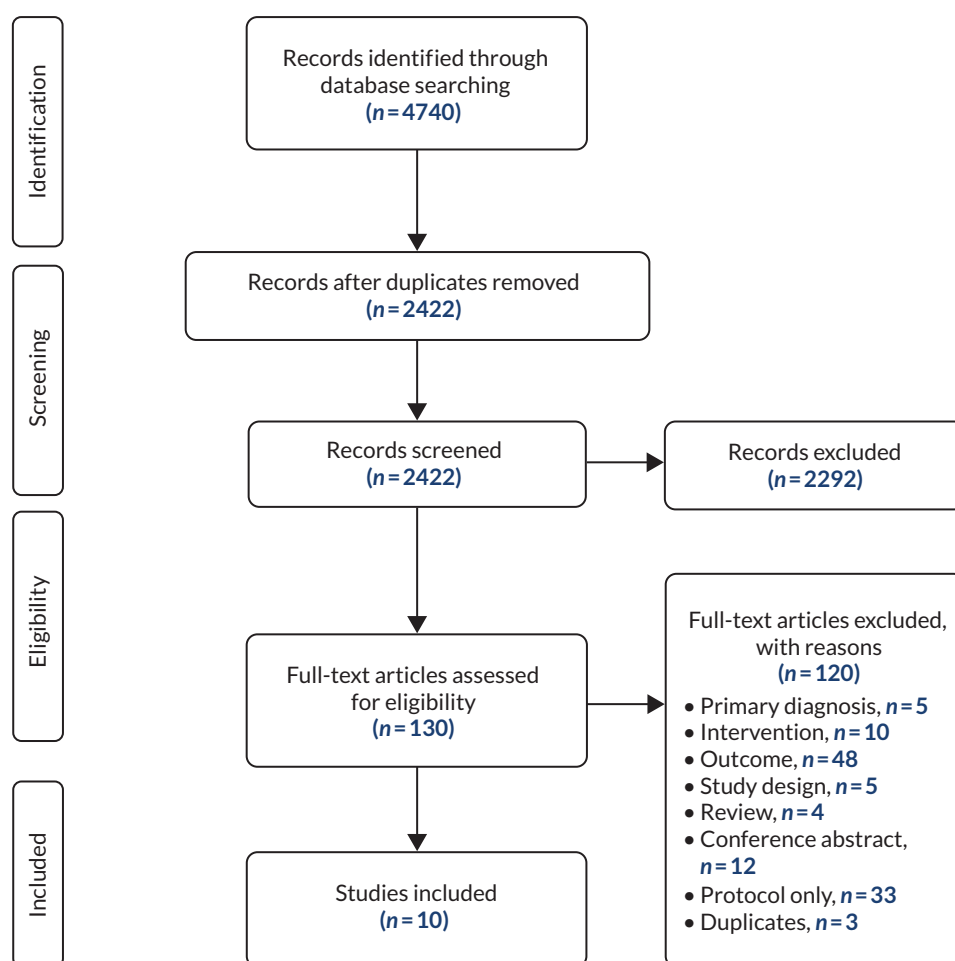 Identification
Records identified through
database searching
(n=4740)
Screening
Records after duplicates removed
(n=2422)
Records screened
(n=2422)
Records excluded
(n=2292)
Eligibility
Full-text articles assessed
for eligibility
(n=130)
Full-text articles excluded,
with reasons
(n=120)
• Primary diagnosis, n=5
• Intervention, n=10
• Outcome, n=48
• Study design, n=5
• Review, n=4
• Conference abstract,
n=12
• Protocol only, n=33
• Duplicates, n=3
Included
Studies included
(n=10)